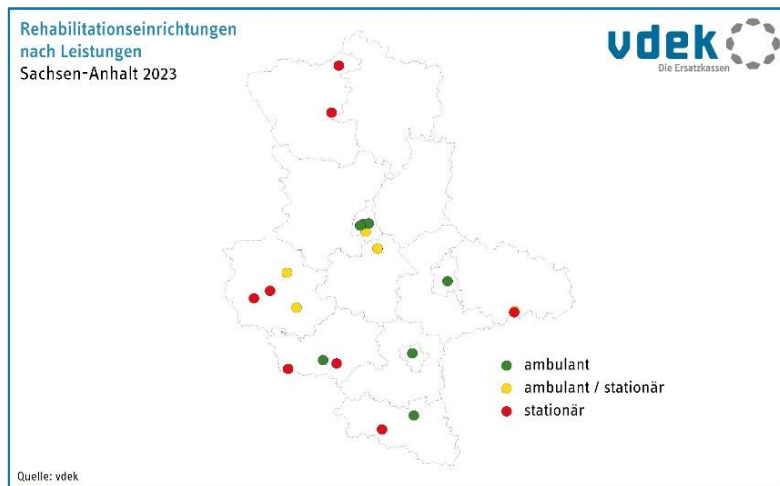 Rehabilitationseinrichtungen
nach Leistungen
Sachsen-Anhalt 2023
vdek
Die Ersatzkassen
ambulant
ambulant / stationär
stationär
Quelle: vdek